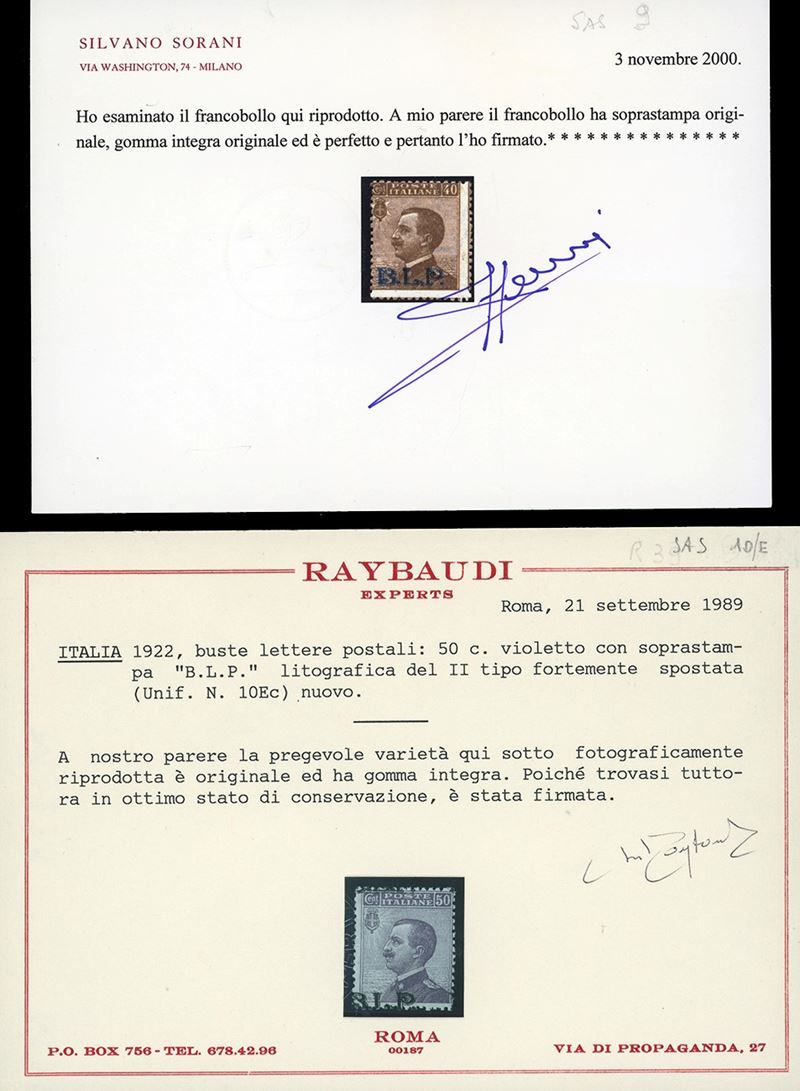 SAS 9
SILVANO SORANI
VIA WASHINGTON, 74 - MILANO
3 novembre 2000.
Ho esaminato il francobollo qui riprodotto. A mio parere il francobollo ha soprastampa origi-
nale, gomma integra originale ed è perfetto e pertanto l'ho firmato.* * * * * * * * * * * * * * *
POSTE
ITALIANE
40
B.L.P.
SAS 1D/E
RAYBAUDI
EXPERTS
Roma, 21 settembre 1989
ITALIA 1922, buste lettere postali: 50 c. violetto con soprastam-
pa "B.L.P." litografica del II tipo fortemente spostata
(Unif. N. 10Ec) nuovo.
A nostro parere la pregevole varietà qui sotto fotograficamente
riprodotta è originale ed ha gomma integra. Poiché trovasi tutto-
ra in ottimo stato di conservazione, è stata firmata.
Cent POSTE 50
ITALIANE
B.L.P.
ROMA
00187
P.O. BOX 756 - TEL. 678.42.96
VIA DI PROPAGANDA, 27